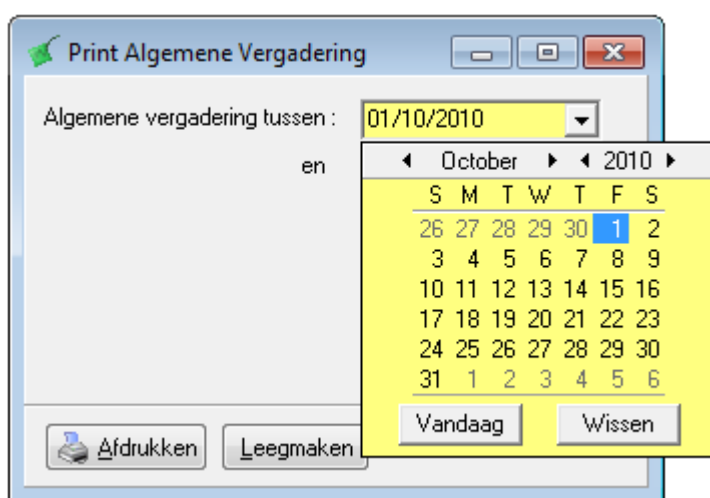 Print Algemene Vergadering
Algemene vergadering tussen : 01/10/2010
en
October 2010
S M T W T F S
26 27 28 29 30 1 2
3 4 5 6 7 8 9
10 11 12 13 14 15 16
17 18 19 20 21 22 23
24 25 26 27 28 29 30
31 1 2 3 4 5 6
Vandaag Wissen
Afdrukken Leegmaken